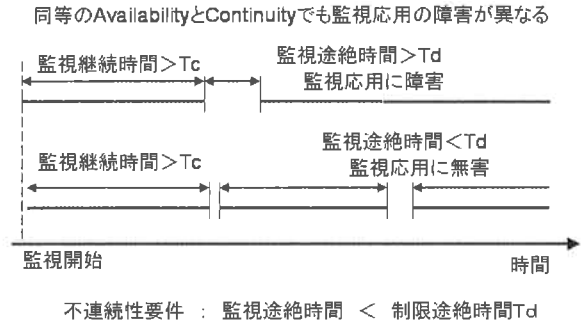 同等のAvailabilityとContinuityでも監視応用の障害が異なる
監視継続時間>Tc
監視途絶時間>Td
監視応用に障害
監視継続時間>Tc
監視途絶時間<Td
監視応用に無害
監視開始
時間
不連続性要件 : 監視途絶時間 < 制限途絶時間Td